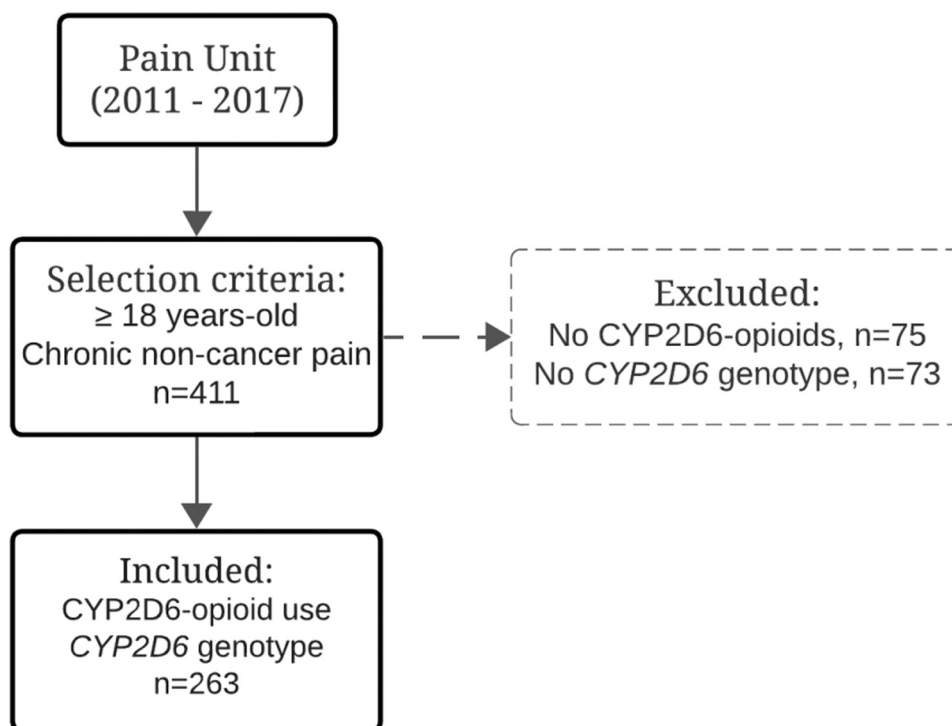 Pain Unit
(2011 - 2017)
Selection criteria:
≥ 18 years-old
Chronic non-cancer pain
n=411
Excluded:
No CYP2D6-opioids, n=75
No CYP2D6 genotype, n=73
Included:
CYP2D6-opioid use
CYP2D6 genotype
n=263